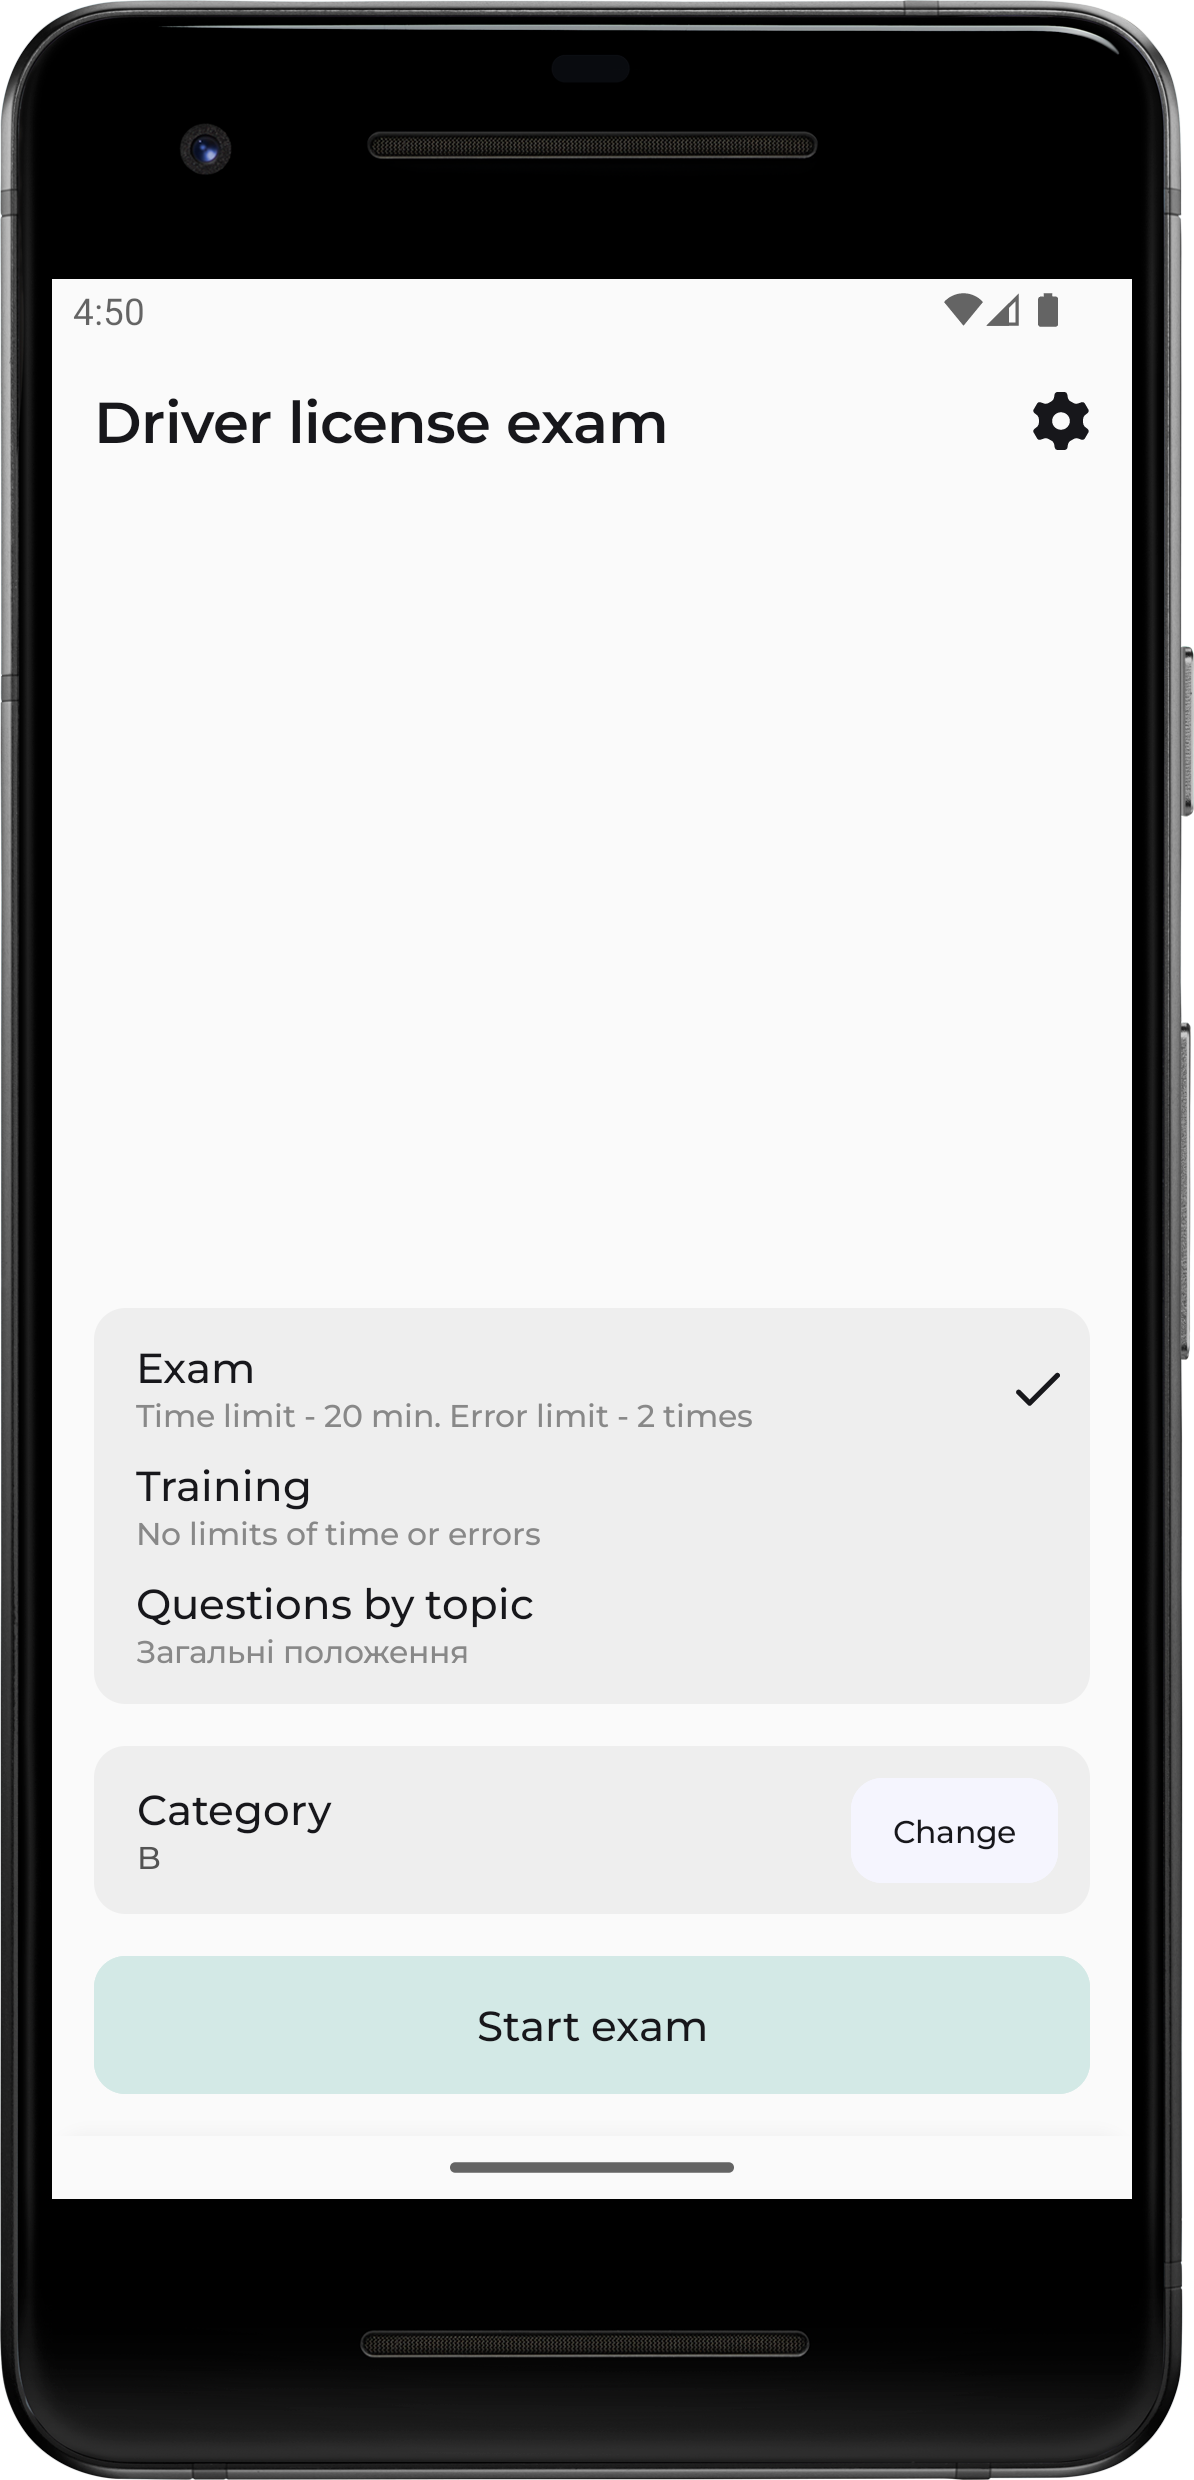 4:50
Driver license exam
Exam
Time limit - 20 min. Error limit - 2 times
Training
No limits of time or errors
Questions by topic
Загальні положення
Category
B
Change
Start exam